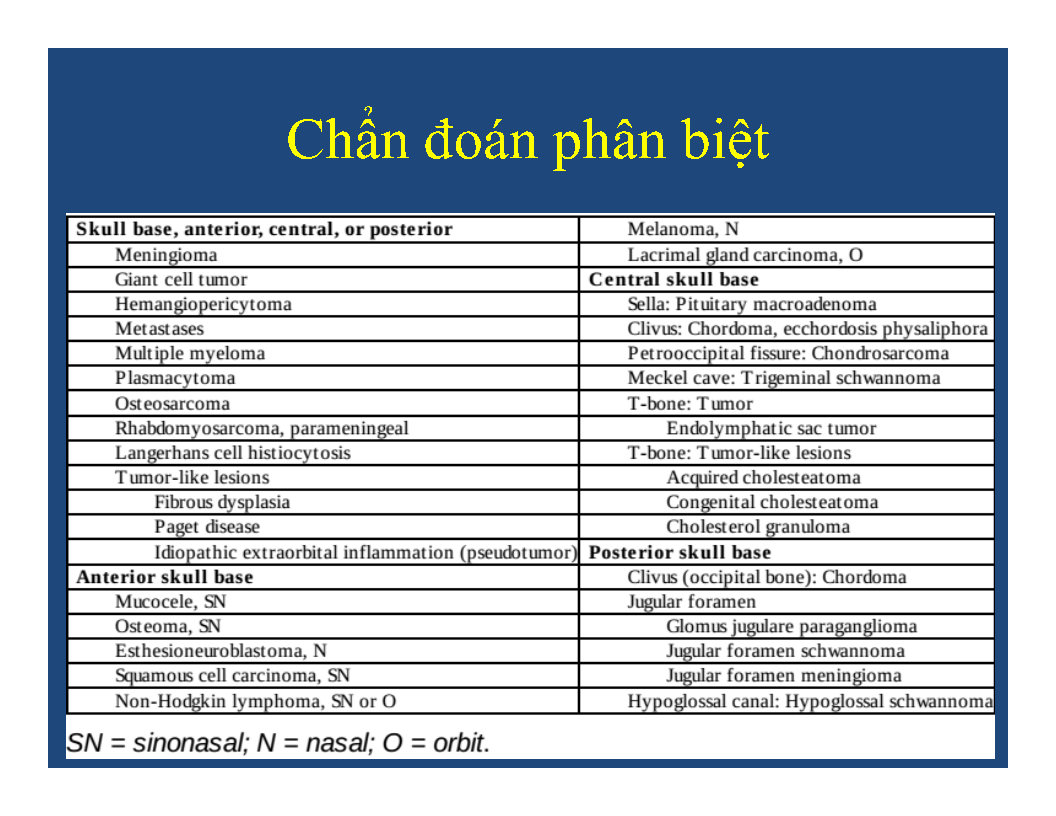 Chẩn đoán phân biệt
Skull base, anterior, central, or posterior
Meningioma
Giant cell tumor
Hemangiopericytoma
Metastases
Multiple myeloma
Plasmacytoma
Osteosarcoma
Rhabdomyosarcoma, parameningeal
Langerhans cell histiocytosis
Tumor-like lesions
Fibrous dysplasia
Paget disease
Idiopathic extraorbital inflammation (pseudotumor)
Anterior skull base
Mucocele, SN
Osteoma, SN
Esthesioneuroblastoma, N
Squamous cell carcinoma, SN
Non-Hodgkin lymphoma, SN or O
Melanoma, N
Lacrimal gland carcinoma, O
Central skull base
Sella: Pituitary macroadenoma
Clivus: Chordoma, ecchordosis physaliphora
Petrooccipital fissure: Chondrosarcoma
Meckel cave: Trigeminal schwannoma
T-bone: Tumor
Endolymphatic sac tumor
T-bone: Tumor-like lesions
Acquired cholesteatoma
Congenital cholesteatoma
Cholesterol granuloma
Posterior skull base
Clivus (occipital bone): Chordoma
Jugular foramen
Glomus jugulare paraganglioma
Jugular foramen schwannoma
Jugular foramen meningioma
Hypoglossal canal: Hypoglossal schwannoma
SN = sinonasal; N = nasal; O = orbit.